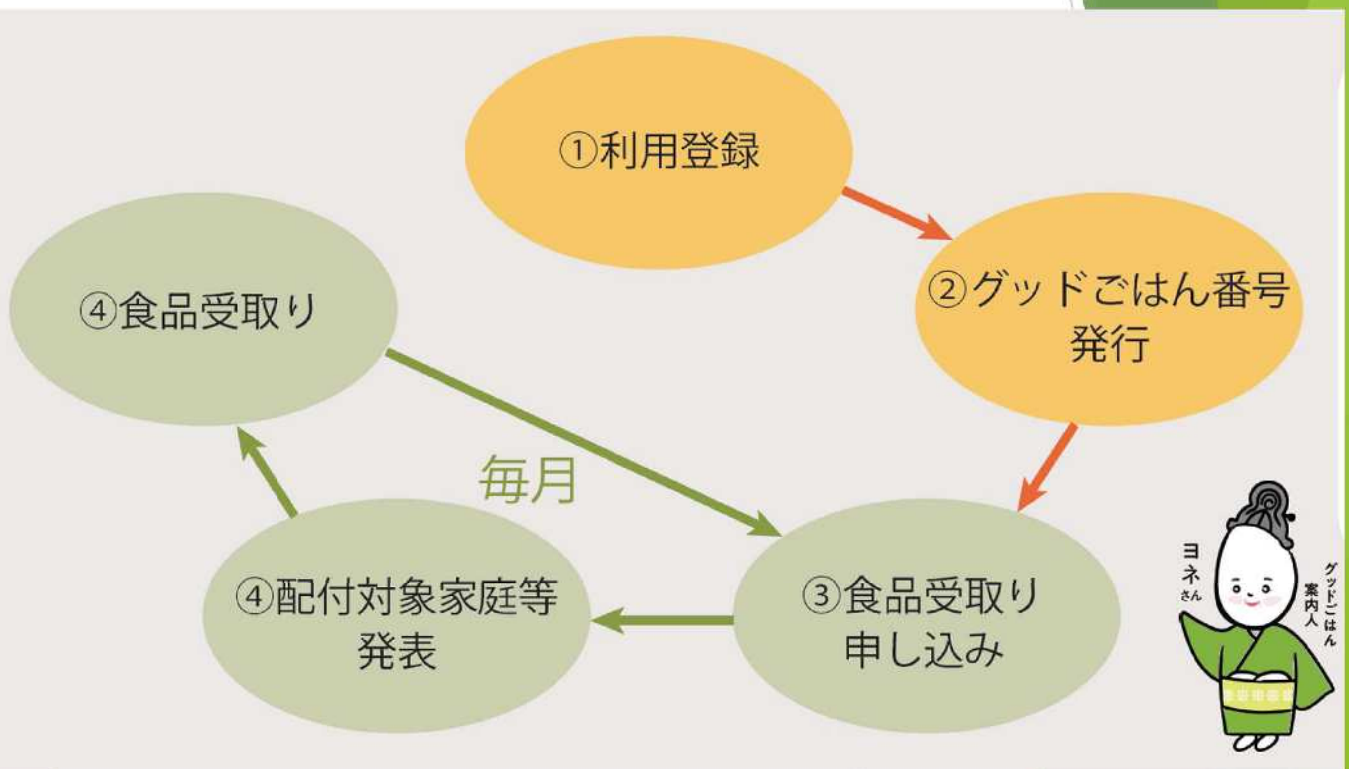 ①利用登録
②グッドごはん番号
発行
③食品受取り
申し込み
④配付対象家庭等
発表
④食品受取り
毎月
グッドごはん
案内人
ヨネさん